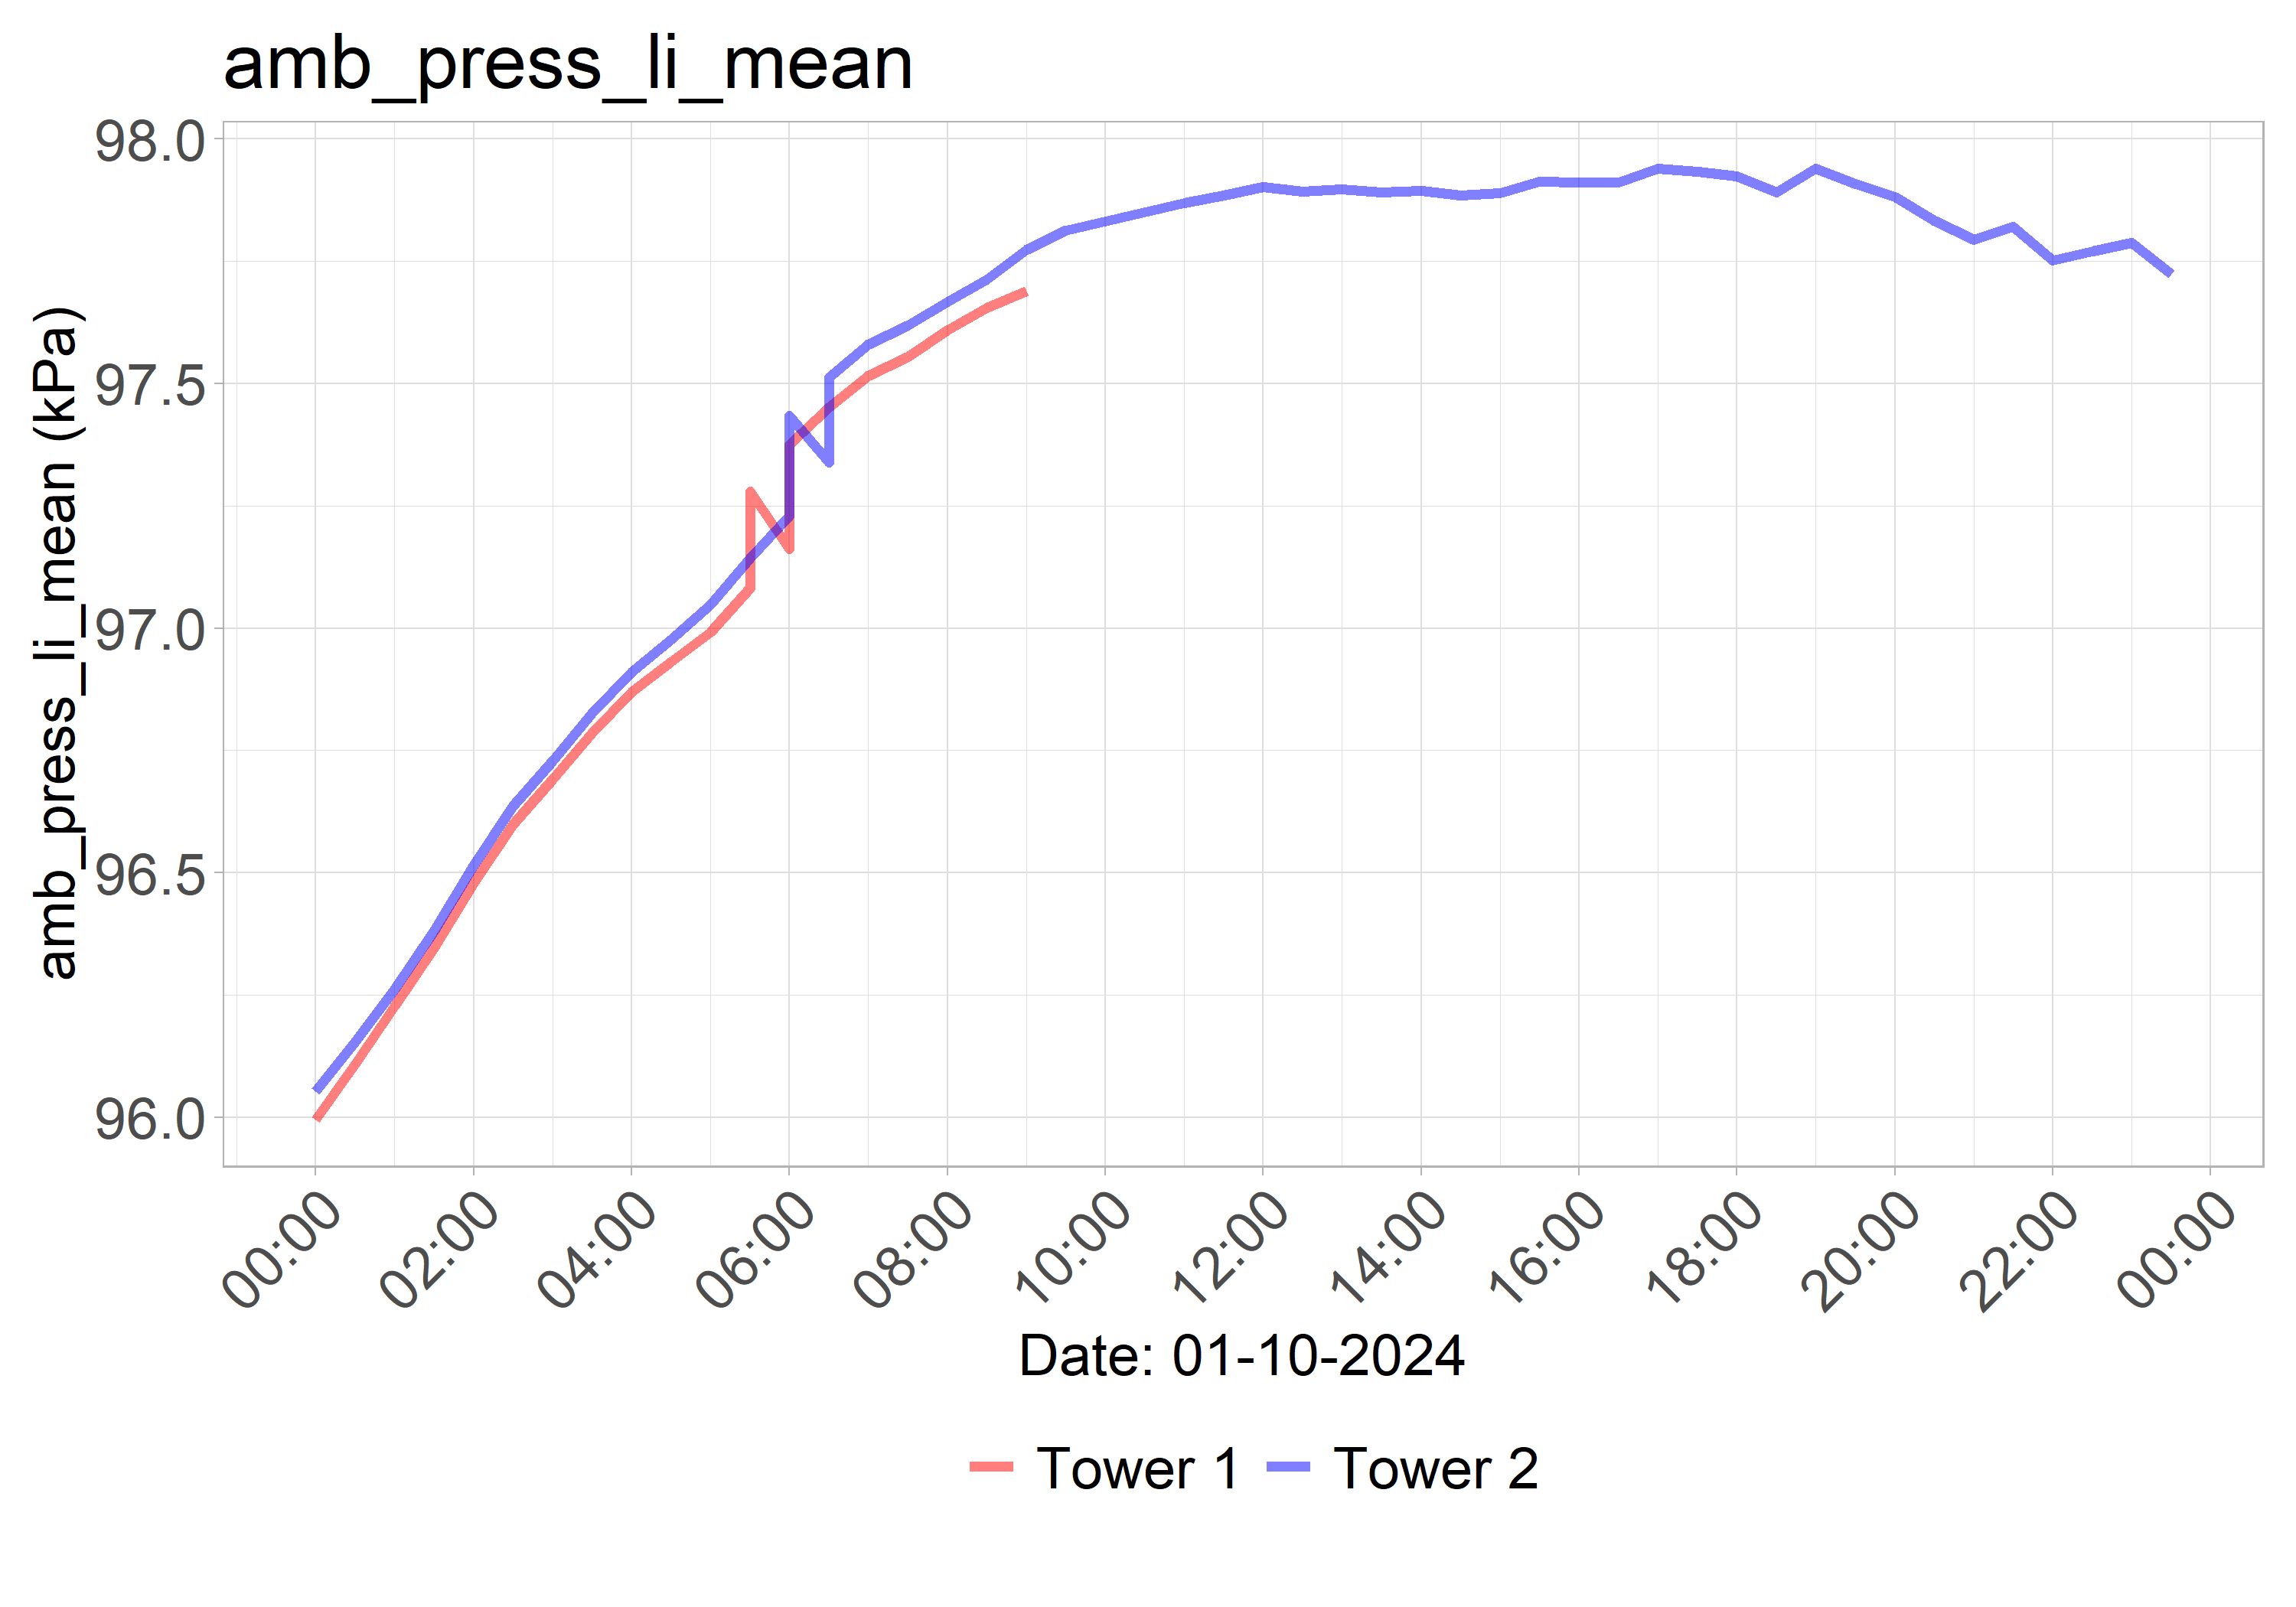 amb_press_li_mean
amb_press_li_mean (kPa)
98.0
97.5
97.0
96.5
96.0
00:00 02:00 04:00 06:00 08:00 10:00 12:00 14:00 16:00 18:00 20:00 22:00 00:00
Date: 01-10-2024
Tower 1 Tower 2